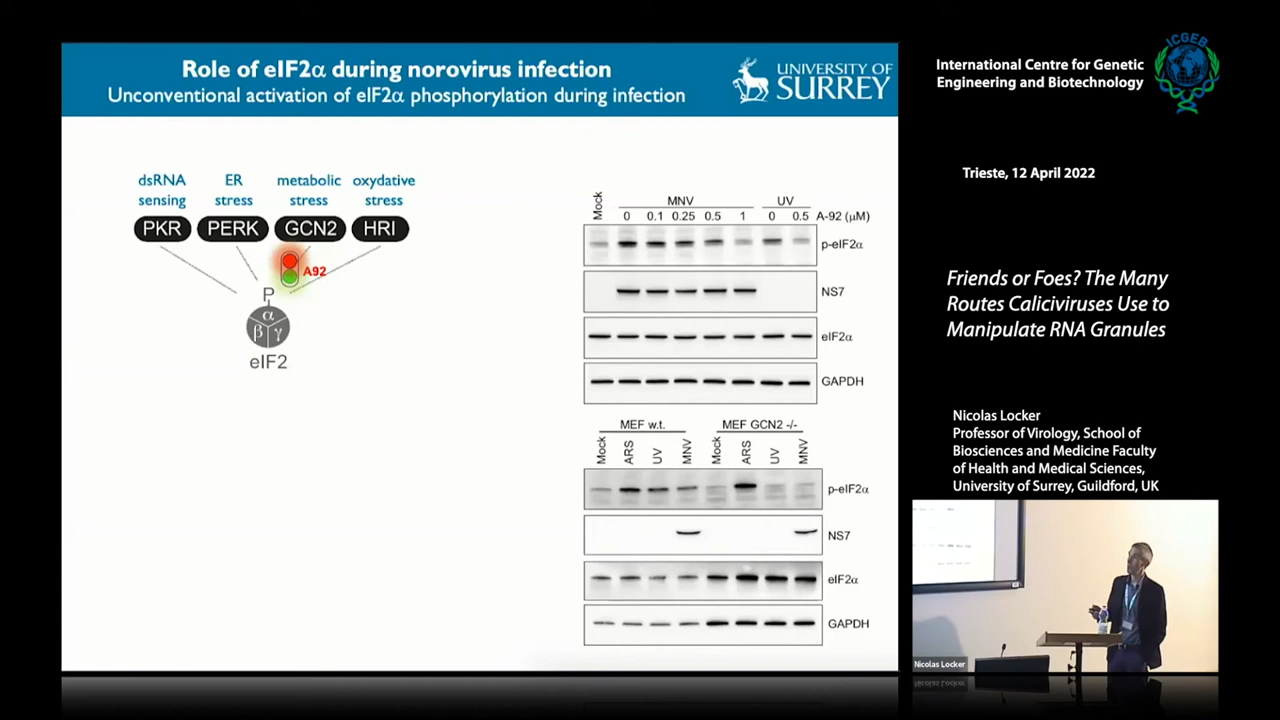 Role of eIF2α during norovirus infection
Unconventional activation of eIF2α phosphorylation during infection
UNIVERSITY OF
SURREY
dsRNA sensing
ER stress
metabolic stress
oxydative stress
PKR
PERK
GCN2
HRI
A92
P
α
β γ
eIF2
Mock
MNV
UV
0 0.1 0.25 0.5 1 0 0.5 A-92 (μM)
p-eIF2α
NS7
eIF2α
GAPDH
MEF w.t.
MEF GCN2 -/-
Mock ARS UV MNV Mock ARS UV MNV
p-eIF2α
NS7
eIF2α
GAPDH
International Centre for Genetic
Engineering and Biotechnology
ICGEB
Trieste, 12 April 2022
Friends or Foes? The Many
Routes Caliciviruses Use to
Manipulate RNA Granules
Nicolas Locker
Professor of Virology, School of
Biosciences and Medicine Faculty
of Health and Medical Sciences,
University of Surrey, Guildford, UK
Nicolas Locker